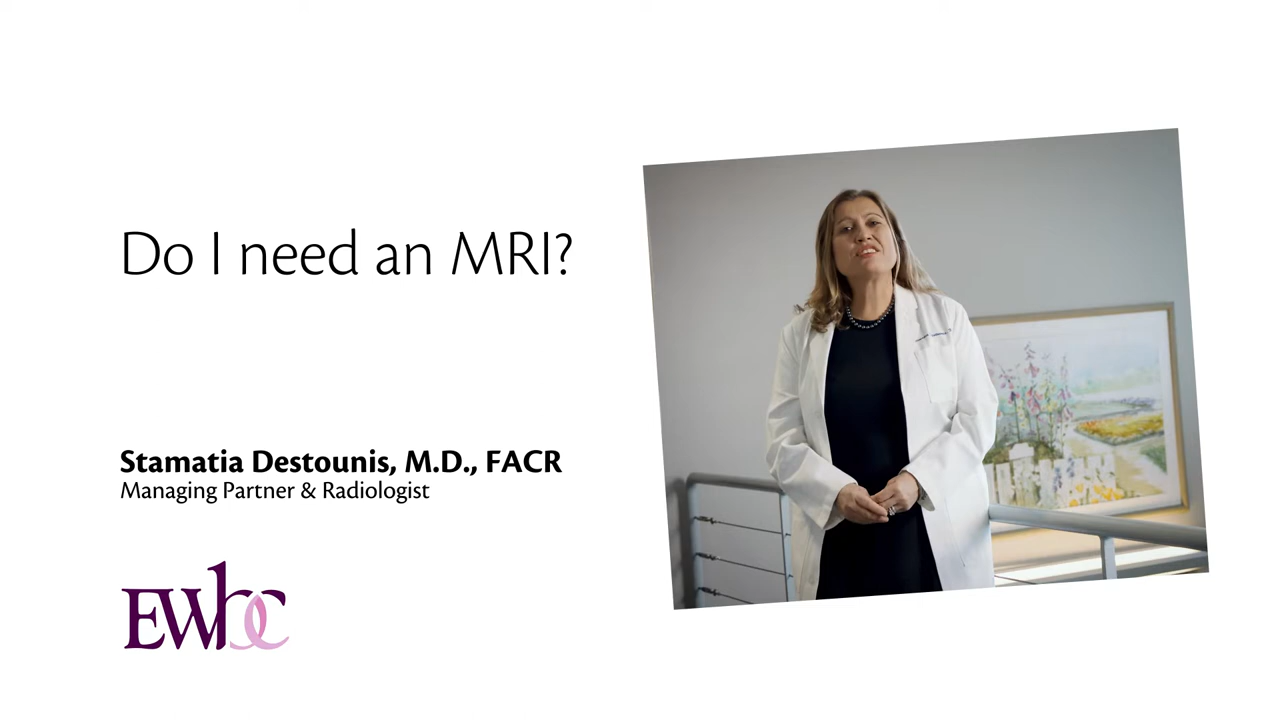 Do I need an MRI?
Stamatia Destounis, M.D., FACR
Managing Partner & Radiologist
EWbc